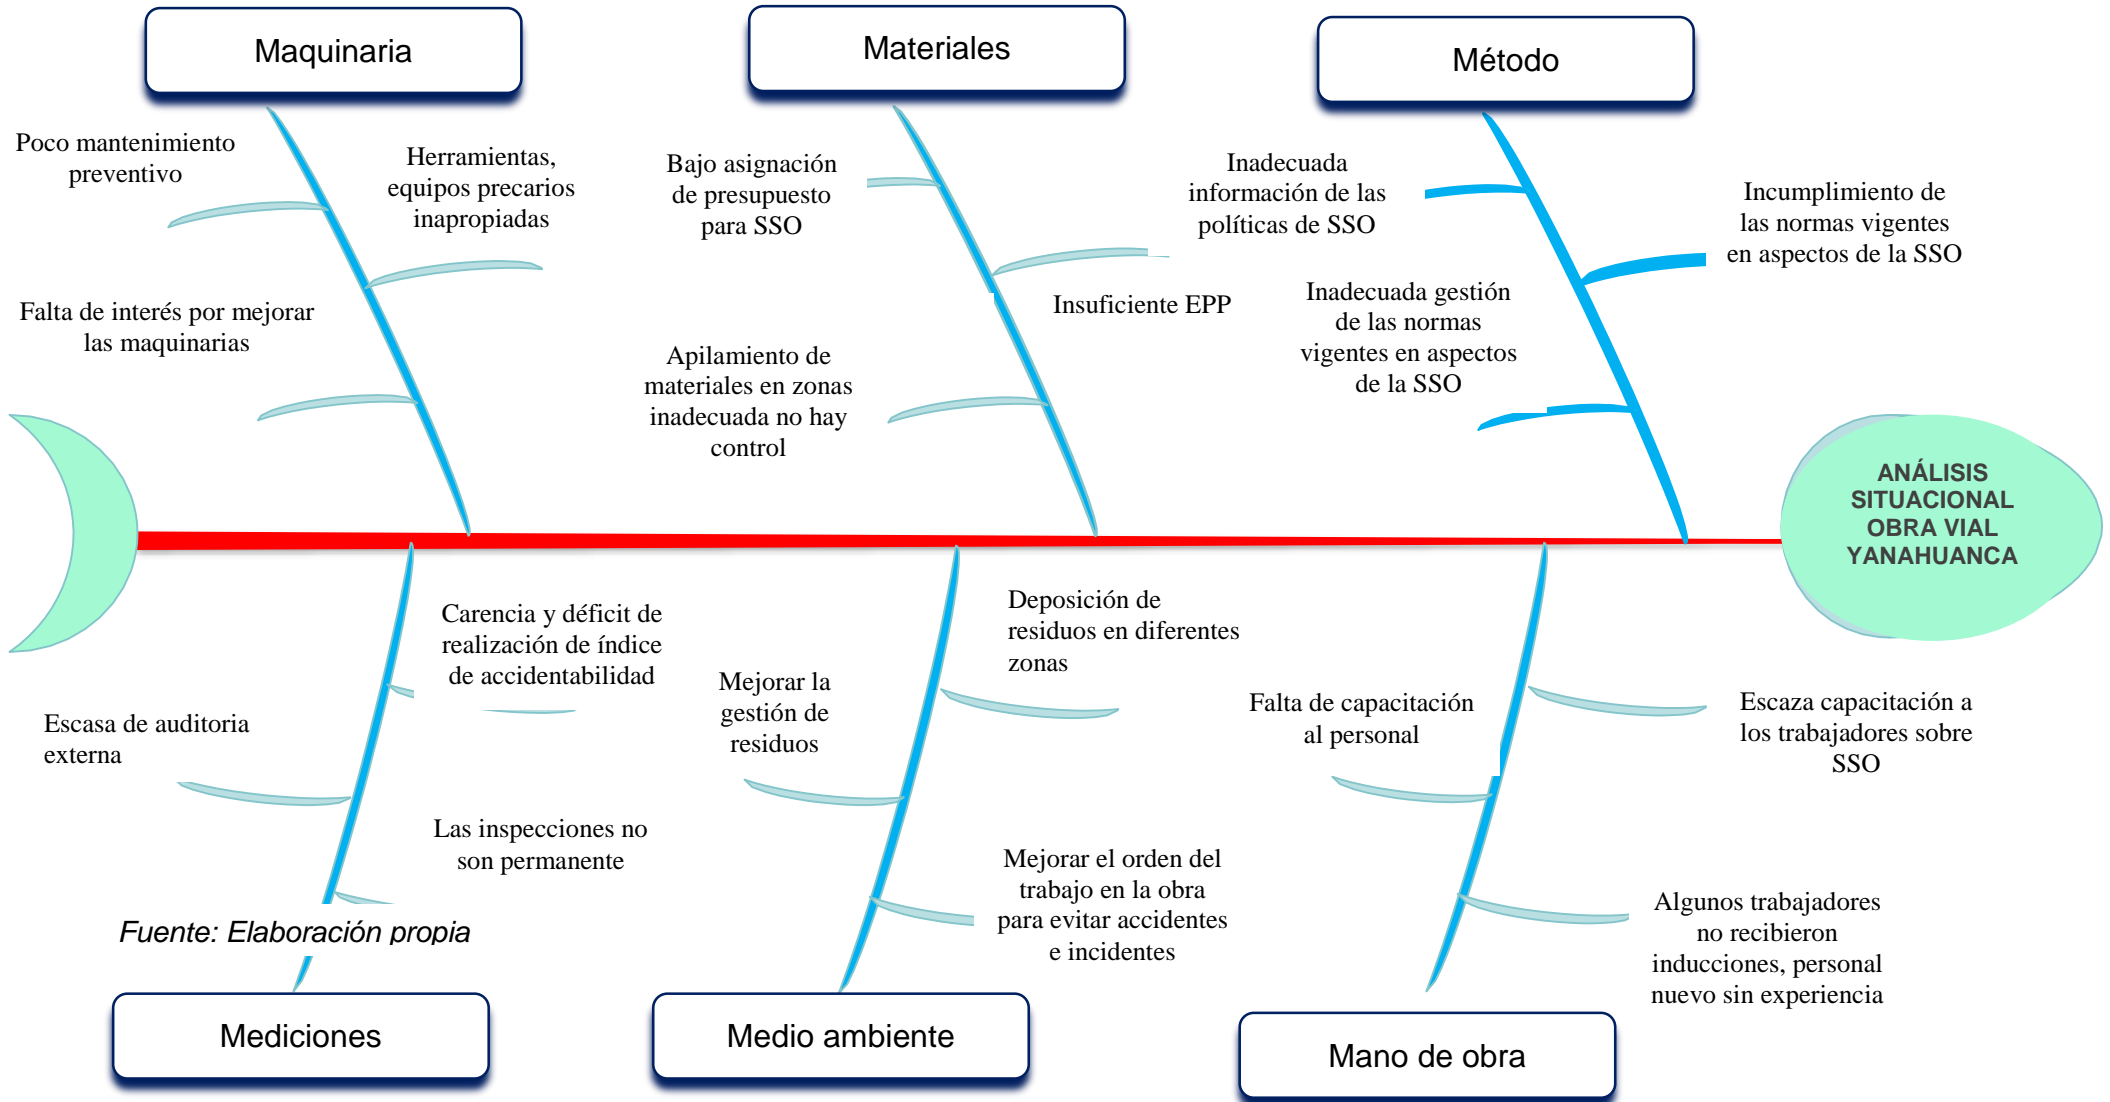 Maquinaria
Materiales
Método
Poco mantenimiento
preventivo
Herramientas,
equipos precarios
inapropiadas
Falta de interés por mejorar
las maquinarias
Bajo asignación
de presupuesto
para SSO
Insuficiente EPP
Apilamiento de
materiales en zonas
inadecuada no hay
control
Inadecuada
información de las
políticas de SSO
Incumplimiento de
las normas vigentes
en aspectos de la SSO
Inadecuada gestión
de las normas
vigentes en aspectos
de la SSO
ANÁLISIS
SITUACIONAL
OBRA VIAL
YANAHUANCA
Carencia y déficit de
realización de índice
de accidentabilidad
Escasa de auditoria
externa
Las inspecciones no
son permanente
Deposición de
residuos en diferentes
zonas
Mejorar la
gestión de
residuos
Mejorar el orden del
trabajo en la obra
para evitar accidentes
e incidentes
Falta de capacitación
al personal
Escaza capacitación a
los trabajadores sobre
SSO
Algunos trabajadores
no recibieron
inducciones, personal
nuevo sin experiencia
Fuente: Elaboración propia
Mediciones
Medio ambiente
Mano de obra